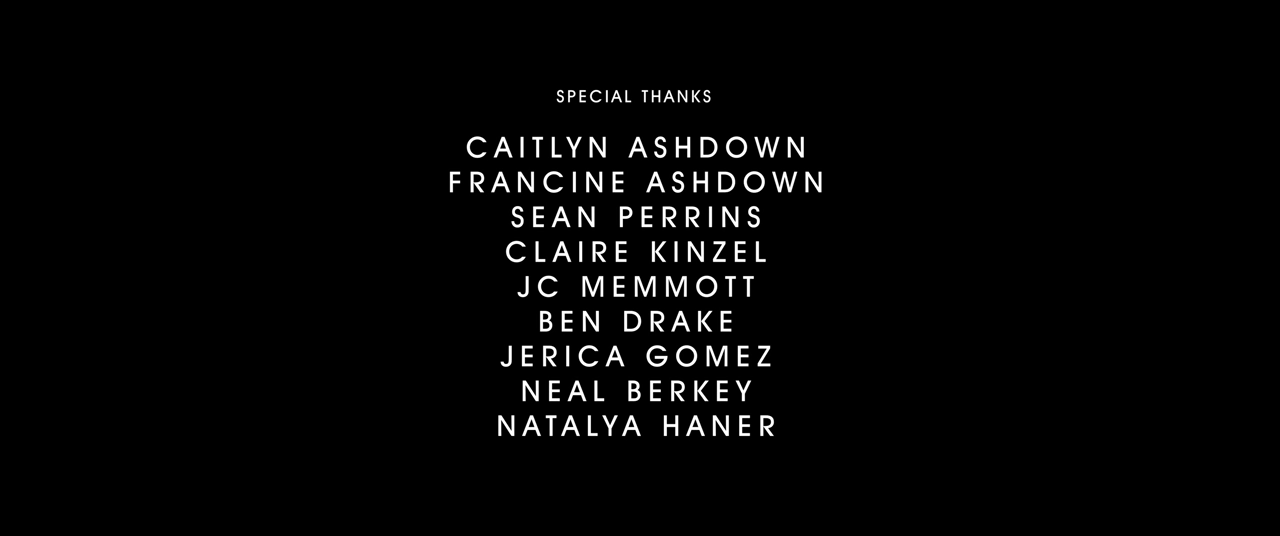 SPECIAL THANKS
CAITLYN ASHDOWN
FRANCINE ASHDOWN
SEAN PERRINS
CLAIRE KINZEL
JC MEMMOTT
BEN DRAKE
JERICA GOMEZ
NEAL BERKEY
NATALYA HANER